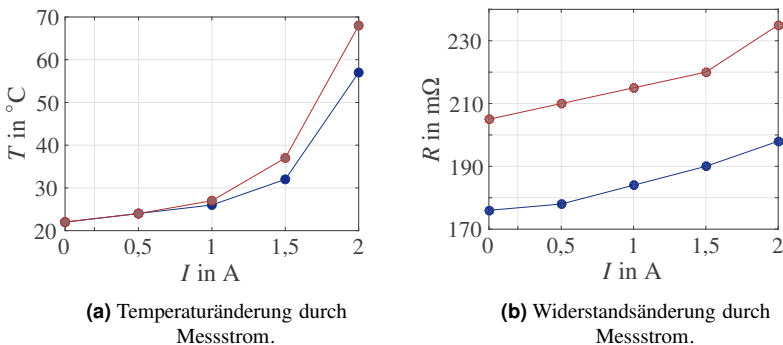 70
60
50
40
30
20
T in °C
0
0,5
1
1,5
2
I in A
(a) Temperaturänderung durch
Messstrom.
230
210
190
170
R in mΩ
0
0,5
1
1,5
2
I in A
(b) Widerstandsänderung durch
Messstrom.